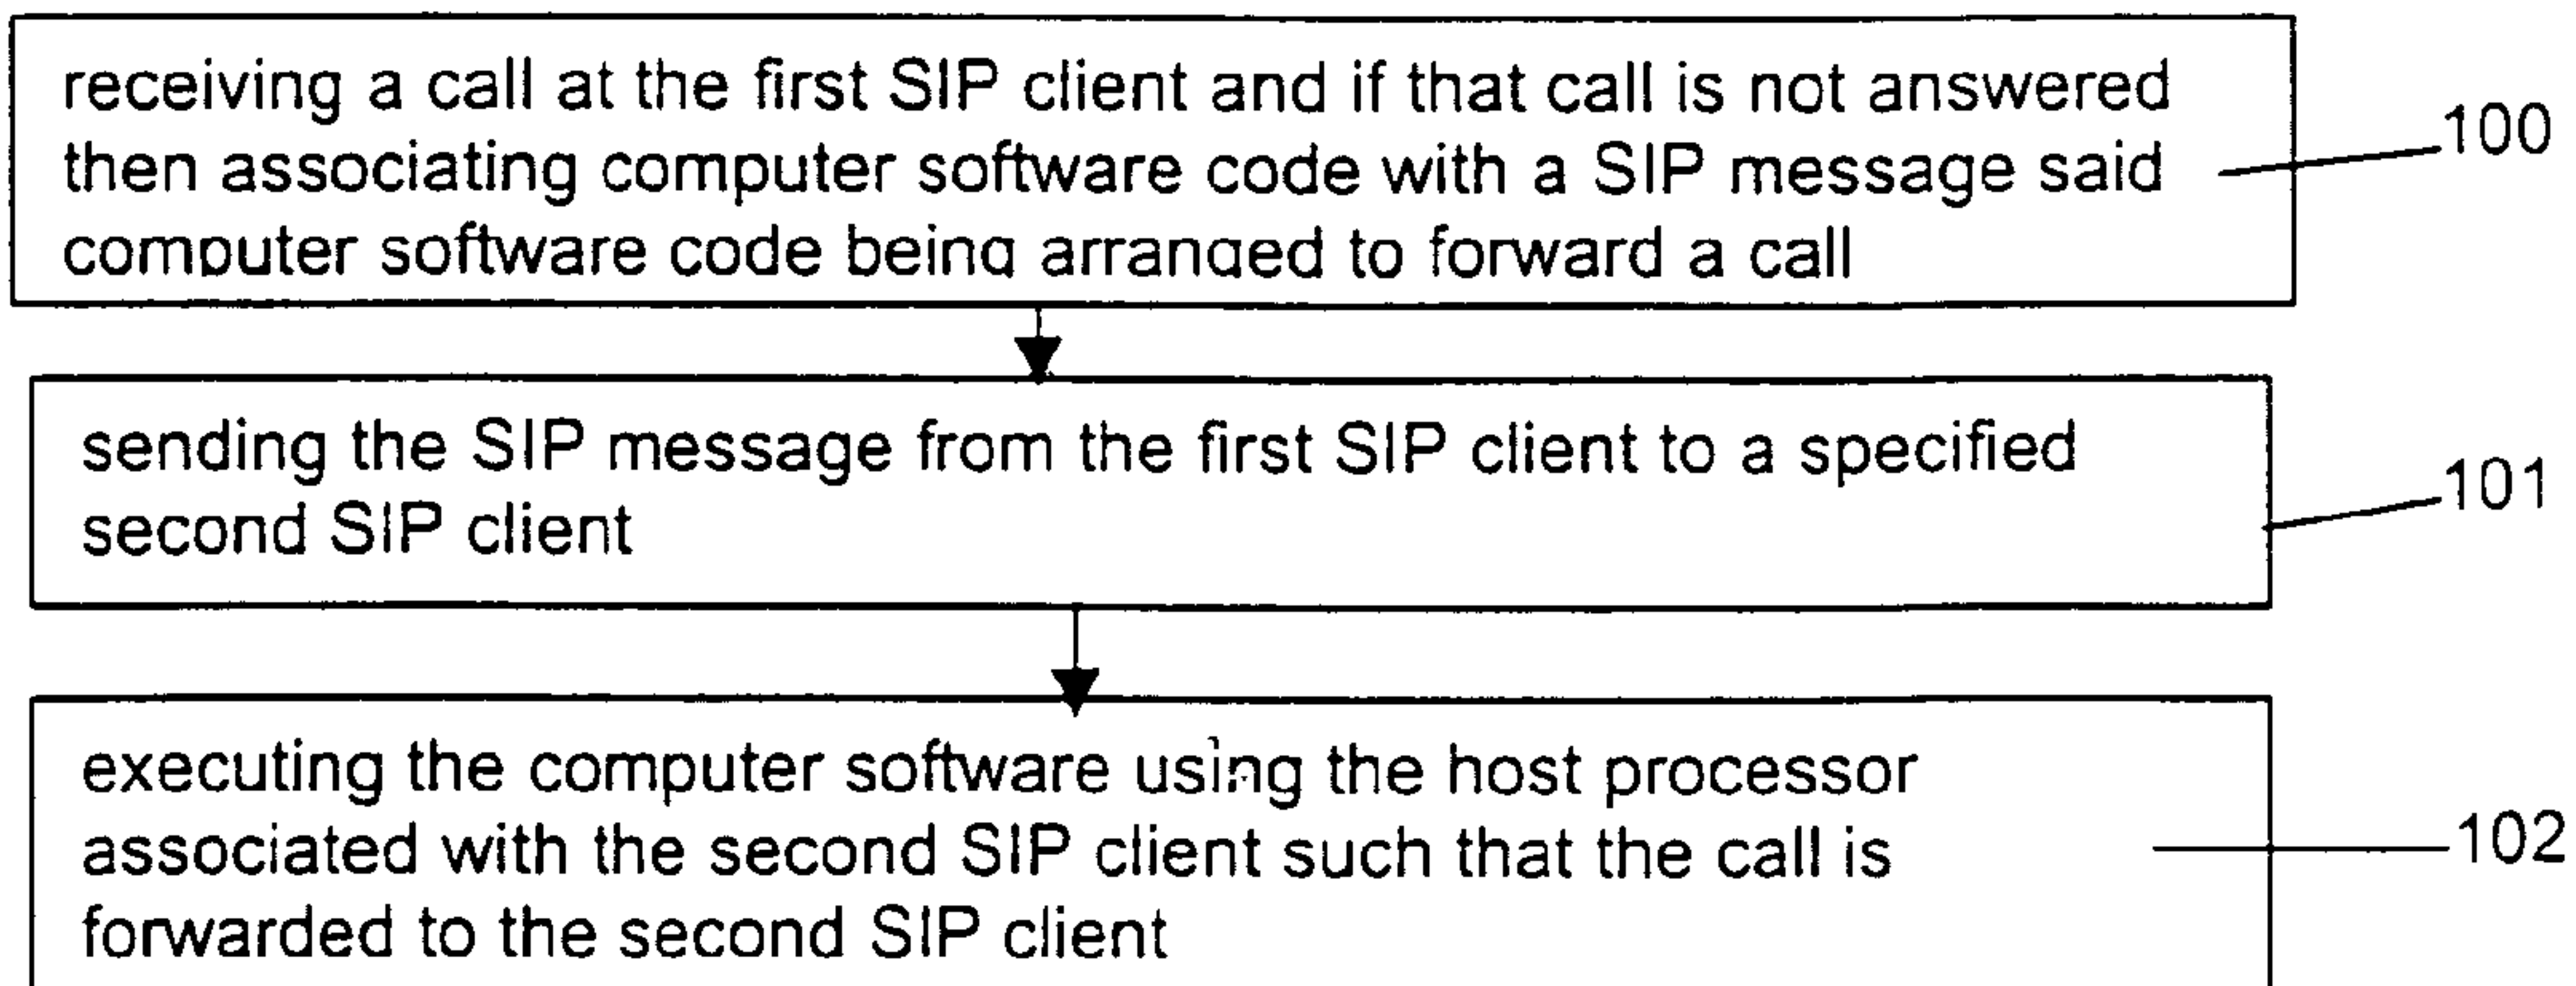 receiving a call at the first SIP client and if that call is not answered
then associating computer software code with a SIP message said
computer software code being arranged to forward a call
100
sending the SIP message from the first SIP client to a specified
second SIP client
101
executing the computer software using the host processor
associated with the second SIP client such that the call is
forwarded to the second SIP client
102